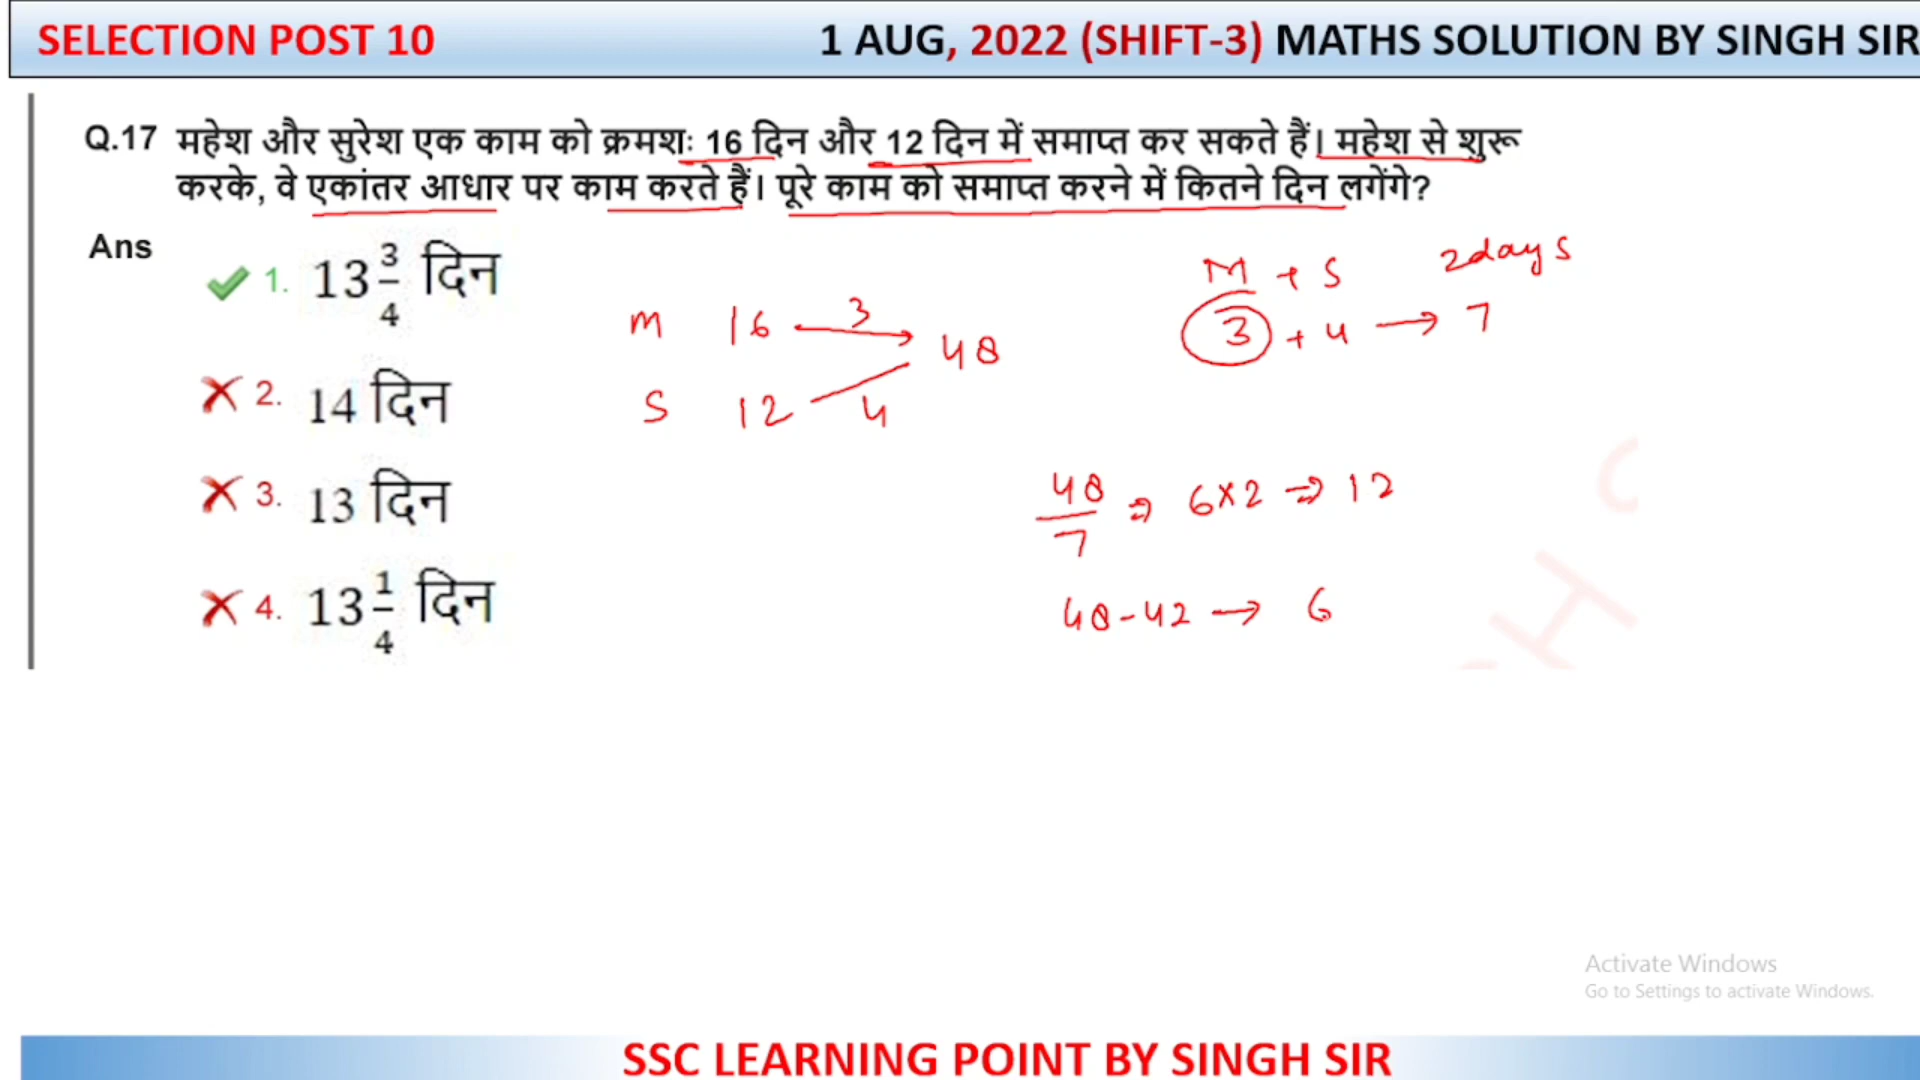 SELECTION POST 10
1 AUG, 2022 (SHIFT-3) MATHS SOLUTION BY SINGH SIR
Q.17 महेश और सुरेश एक काम को क्रमशः 16 दिन और 12 दिन में समाप्त कर सकते हैं। महेश से शुरू
करके, वे एकांतर आधार पर काम करते हैं। पूरे काम को समाप्त करने में कितने दिन लगेंगे?
Ans
1. 13 3/4 दिन
2. 14 दिन
3. 13 दिन
4. 13 1/4 दिन
M 16 3
48
S 12 4
M + S 2days
3 + 4 → 7
48/7 ⇒ 6×2 ⇒ 12
48-42 → 6
Activate Windows
Go to Settings to activate Windows.
SSC LEARNING POINT BY SINGH SIR